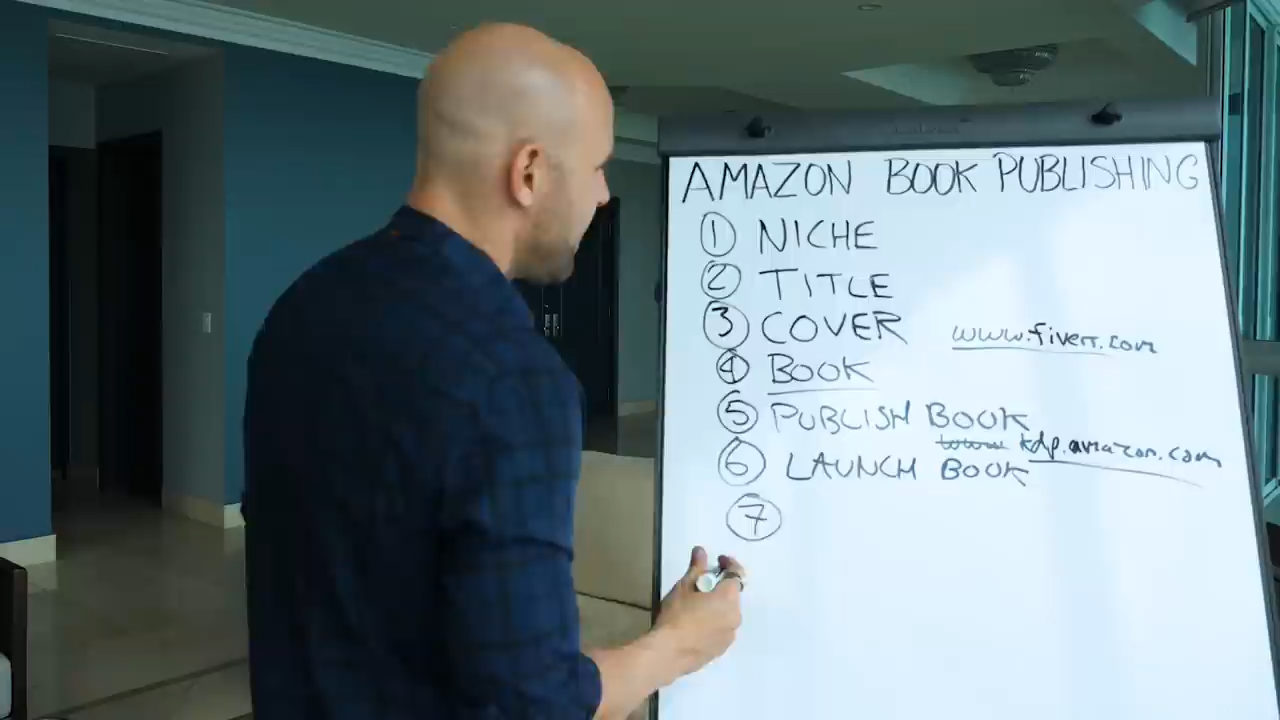 AMAZON BOOK PUBLISHING
1 NICHE
2 TITLE
3 COVER www.fiverr.com
4 BOOK
5 PUBLISH BOOK
kdp.amazon.com
6 LAUNCH BOOK
7